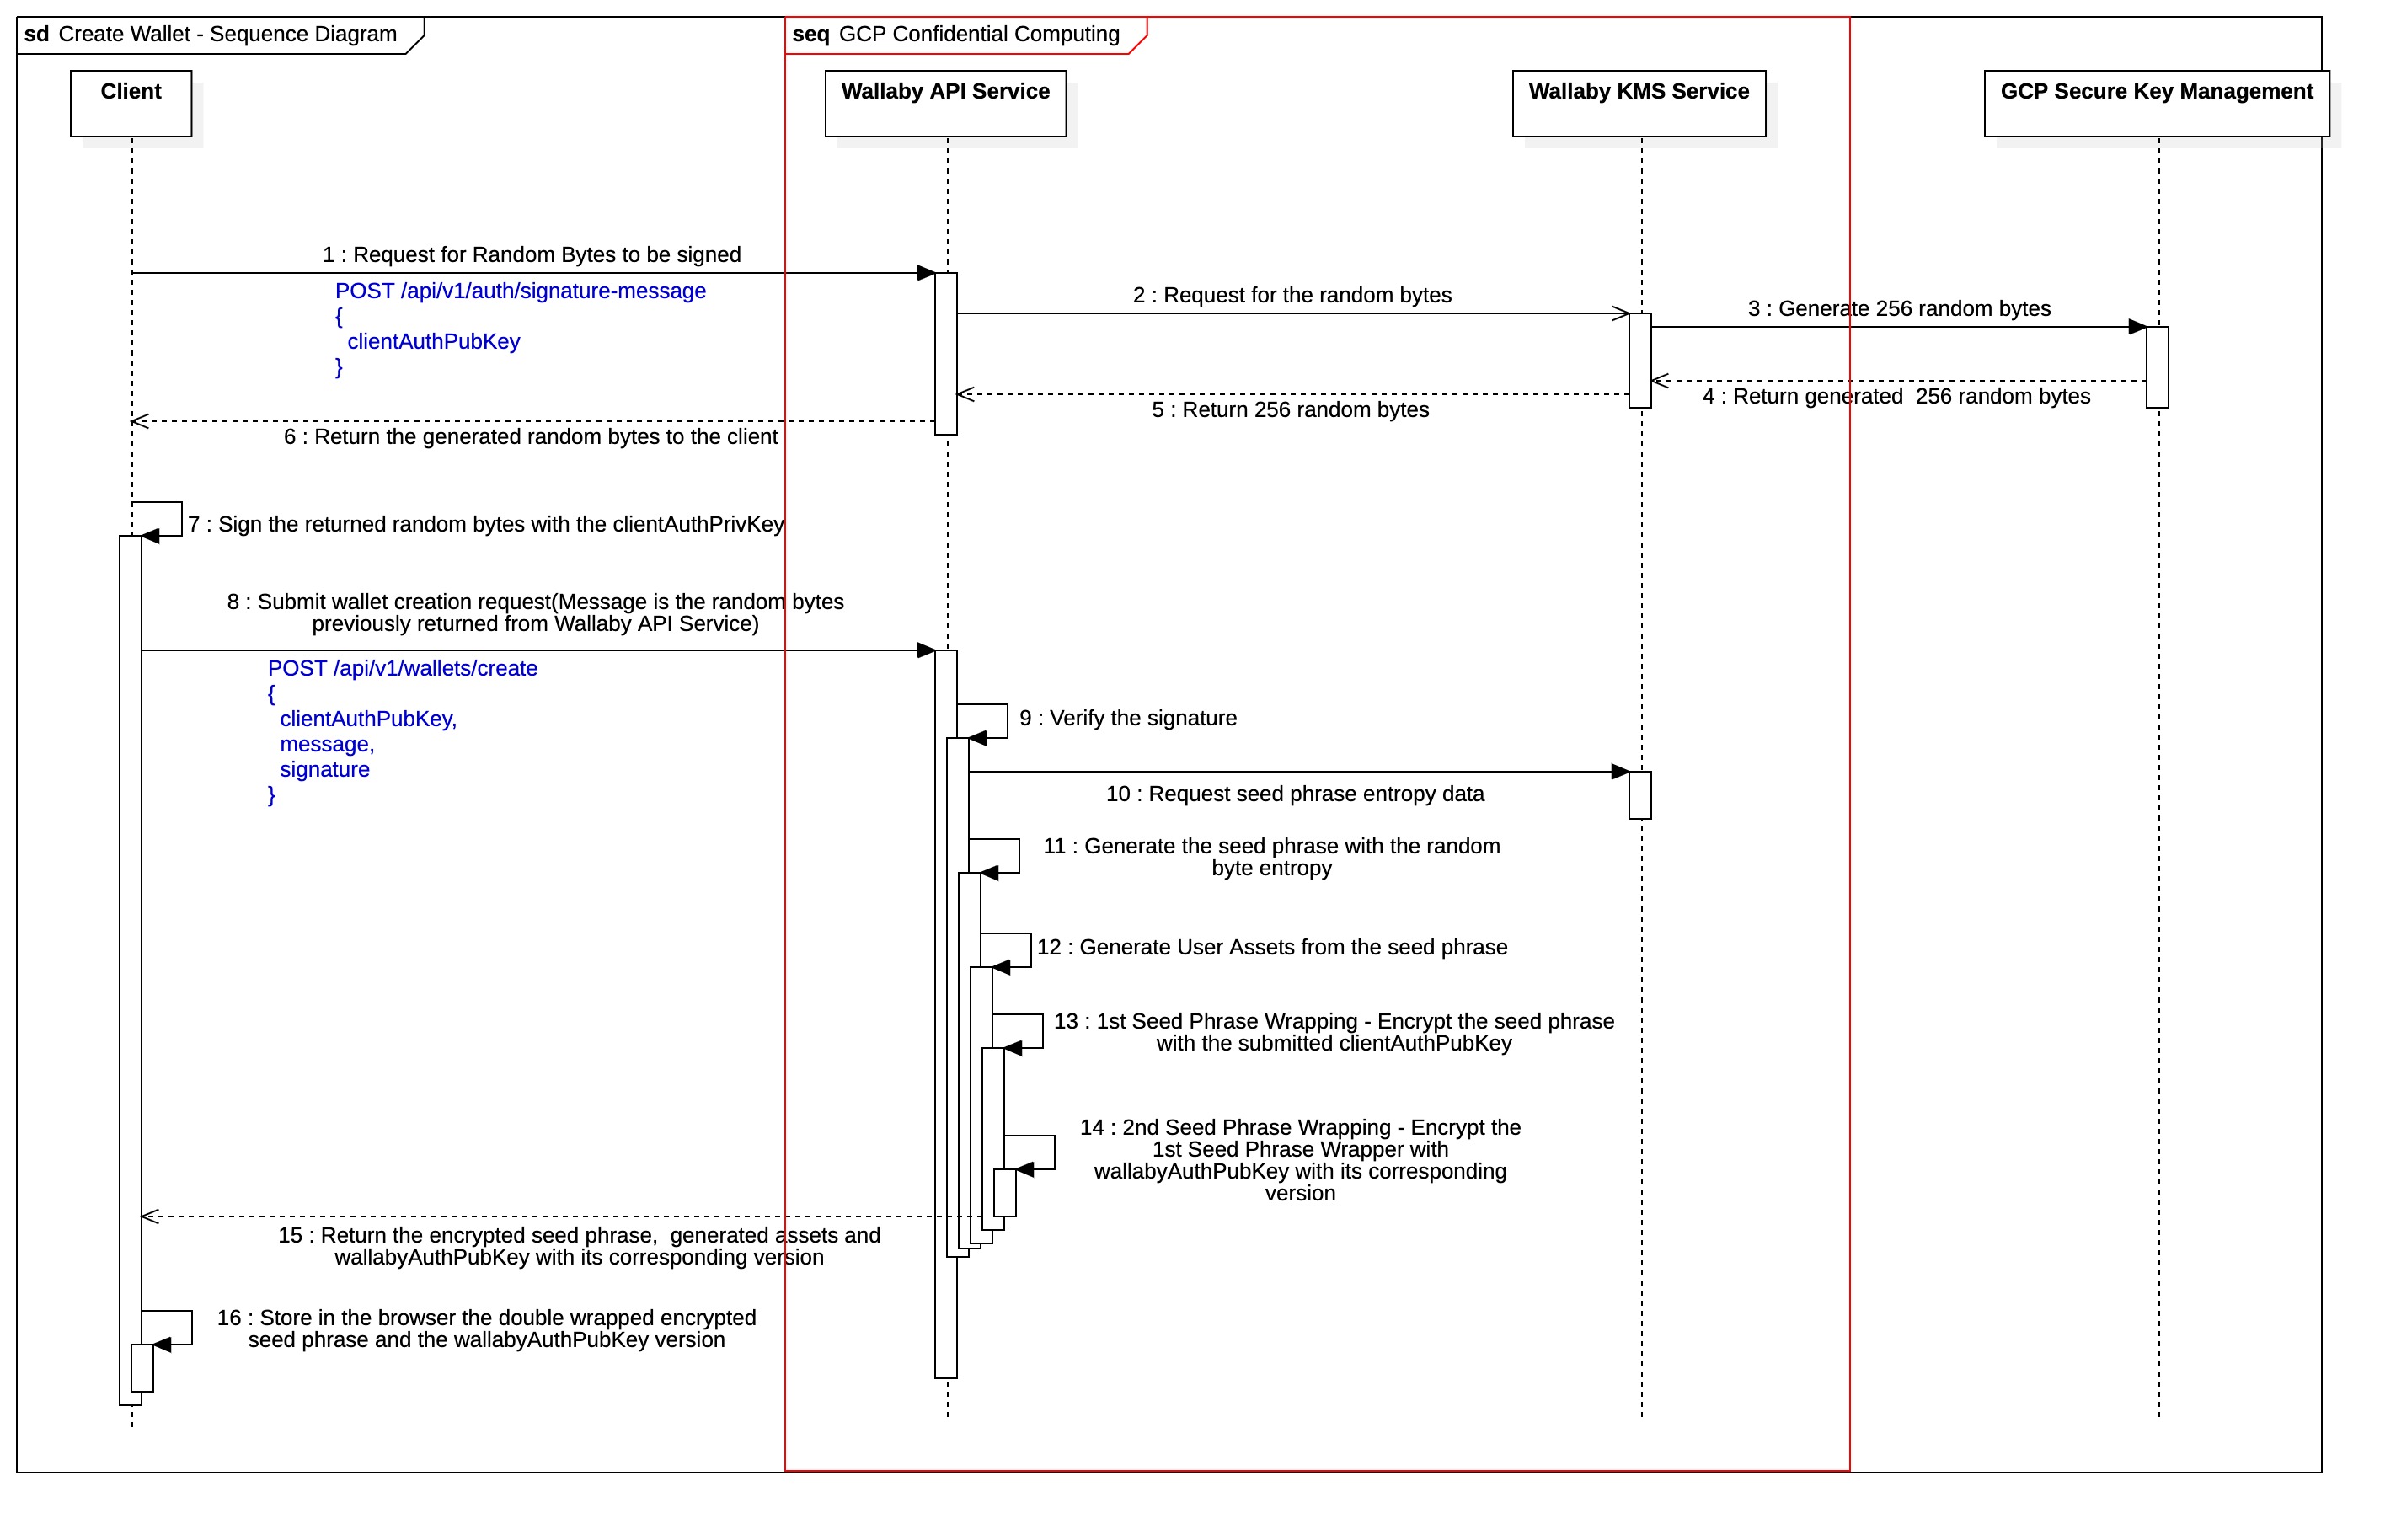 sd Create Wallet - Sequence Diagram
seq GCP Confidential Computing
Client
Wallaby API Service
Wallaby KMS Service
GCP Secure Key Management
1 : Request for Random Bytes to be signed
POST /api/v1/auth/signature-message
{
clientAuthPubKey
}
2 : Request for the random bytes
3 : Generate 256 random bytes
4 : Return generated  256 random bytes
5 : Return 256 random bytes
6 : Return the generated random bytes to the client
7 : Sign the returned random bytes with the clientAuthPrivKey
8 : Submit wallet creation request(Message is the random bytes
previously returned from Wallaby API Service)
POST /api/v1/wallets/create
{
clientAuthPubKey,
message,
signature
}
9 : Verify the signature
10 : Request seed phrase entropy data
11 : Generate the seed phrase with the random
byte entropy
12 : Generate User Assets from the seed phrase
13 : 1st Seed Phrase Wrapping - Encrypt the seed phrase
with the submitted clientAuthPubKey
14 : 2nd Seed Phrase Wrapping - Encrypt the
1st Seed Phrase Wrapper with
wallabyAuthPubKey with its corresponding
version
15 : Return the encrypted seed phrase,  generated assets and
wallabyAuthPubKey with its corresponding version
16 : Store in the browser the double wrapped encrypted
seed phrase and the wallabyAuthPubKey version